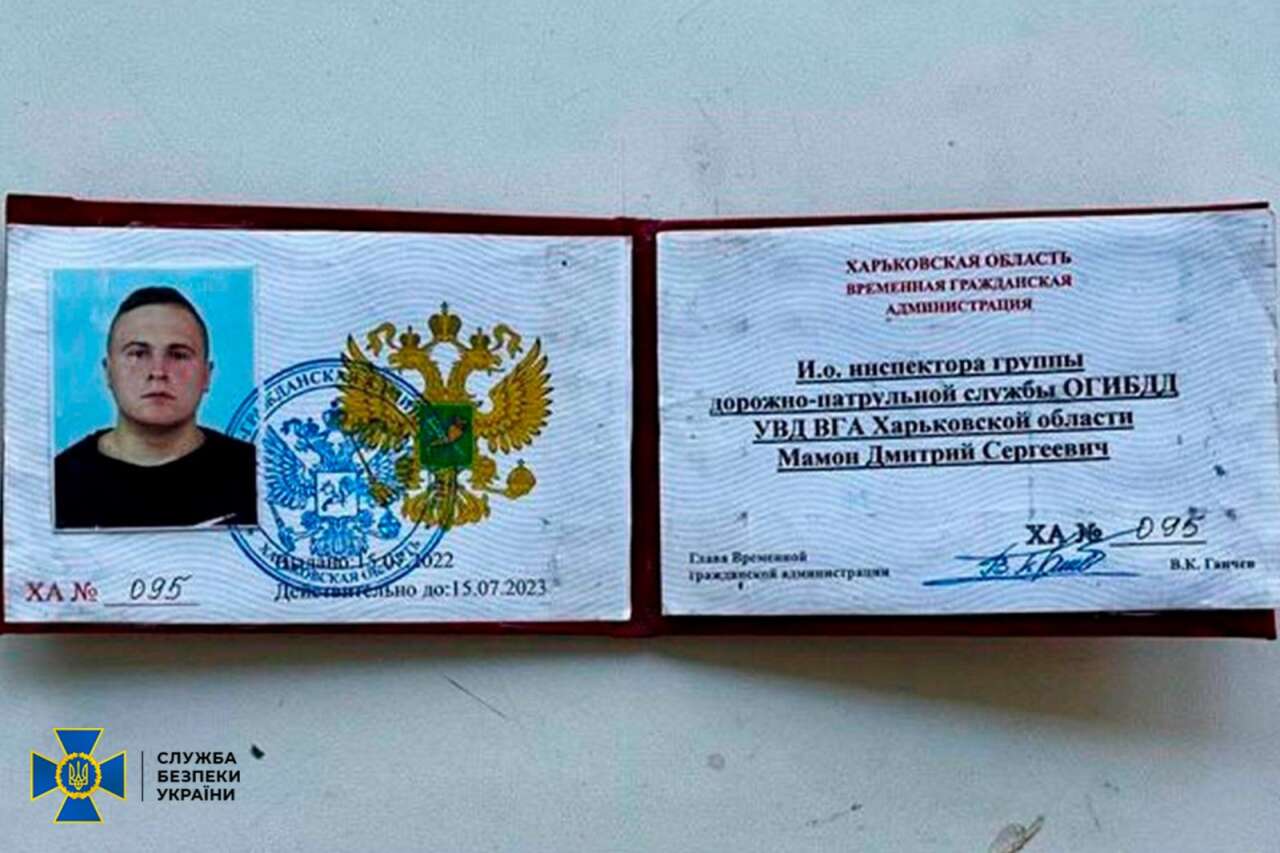 ХА № 095
Выдано: 15.07.2022
Действительно до:15.07.2023
ХАРЬКОВСКАЯ ОБЛАСТЬ
ВРЕМЕННАЯ ГРАЖДАНСКАЯ
АДМИНИСТРАЦИЯ
И.о. инспектора группы
дорожно-патрульной службы ОГИБДД
УВД ВГА Харьковской области
Мамон Дмитрий Сергеевич
ХА № 095
Глава Временной
гражданской администрации
В.К. Ганчев
СЛУЖБА
БЕЗПЕКИ
УКРАЇНИ